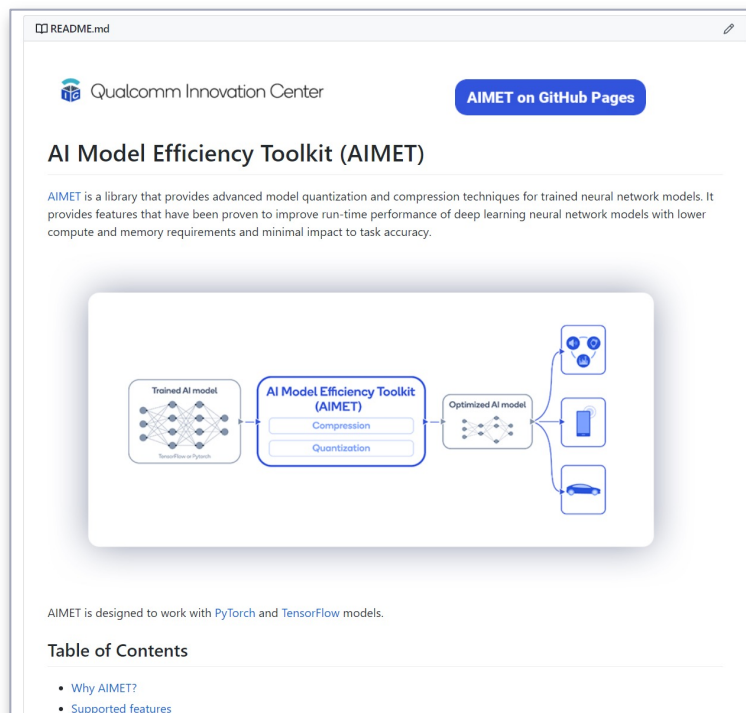 README.md
Qualcomm Innovation Center
AIMET on GitHub Pages
AI Model Efficiency Toolkit (AIMET)
AIMET is a library that provides advanced model quantization and compression techniques for trained neural network models. It
provides features that have been proven to improve run-time performance of deep learning neural network models with lower
compute and memory requirements and minimal impact to task accuracy.
Trained AI model
TensorFlow or Pytorch
AI Model Efficiency Toolkit
(AIMET)
Compression
Quantization
Optimized AI model
AIMET is designed to work with PyTorch and TensorFlow models.
Table of Contents
Why AIMET?
Supported features